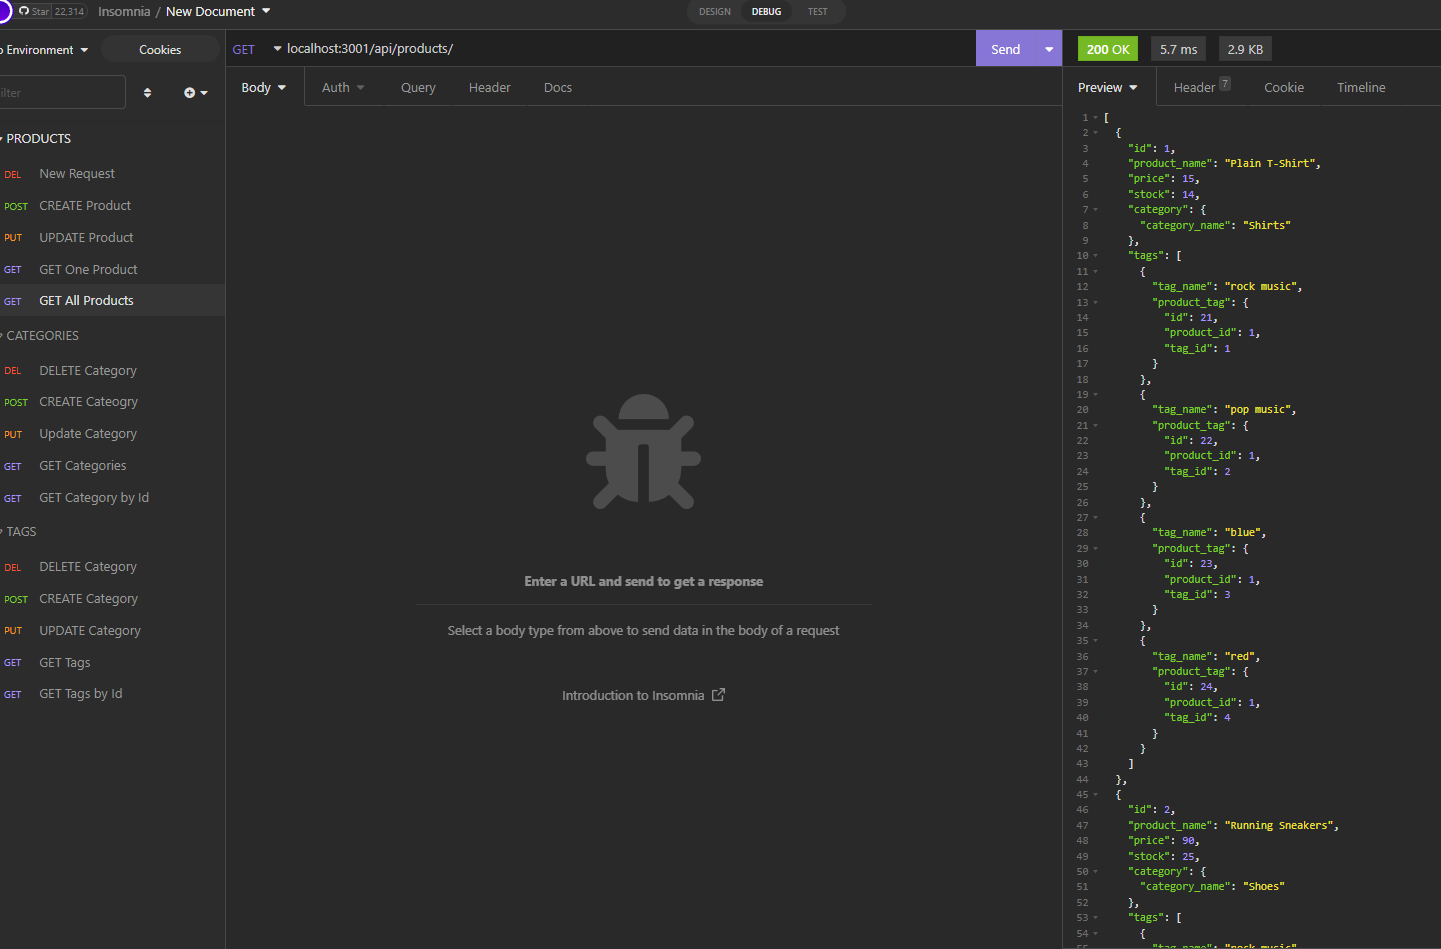 Star 22,314 Insomnia / New Document
DESIGN DEBUG TEST
Environment Cookies
GET localhost:3001/api/products/ Send
200 OK 5.7 ms 2.9 KB
Body Auth Query Header Docs
Preview Header 7 Cookie Timeline
PRODUCTS
DEL New Request
POST CREATE Product
PUT UPDATE Product
GET GET One Product
GET GET All Products
CATEGORIES
DEL DELETE Category
POST CREATE Cateogry
PUT Update Category
GET GET Categories
GET GET Category by Id
TAGS
DEL DELETE Category
POST CREATE Category
PUT UPDATE Category
GET GET Tags
GET GET Tags by Id
Enter a URL and send to get a response
Select a body type from above to send data in the body of a request
Introduction to Insomnia
1 [
2 {
3 "id": 1,
4 "product_name": "Plain T-Shirt",
5 "price": 15,
6 "stock": 14,
7 "category": {
8 "category_name": "Shirts"
9 },
10 "tags": [
11 {
12 "tag_name": "rock music",
13 "product_tag": {
14 "id": 21,
15 "product_id": 1,
16 "tag_id": 1
17 }
18 },
19 {
20 "tag_name": "pop music",
21 "product_tag": {
22 "id": 22,
23 "product_id": 1,
24 "tag_id": 2
25 }
26 },
27 {
28 "tag_name": "blue",
29 "product_tag": {
30 "id": 23,
31 "product_id": 1,
32 "tag_id": 3
33 }
34 },
35 {
36 "tag_name": "red",
37 "product_tag": {
38 "id": 24,
39 "product_id": 1,
40 "tag_id": 4
41 }
42 }
43 ]
44 },
45 {
46 "id": 2,
47 "product_name": "Running Sneakers",
48 "price": 90,
49 "stock": 25,
50 "category": {
51 "category_name": "Shoes"
52 },
53 "tags": [
54 {